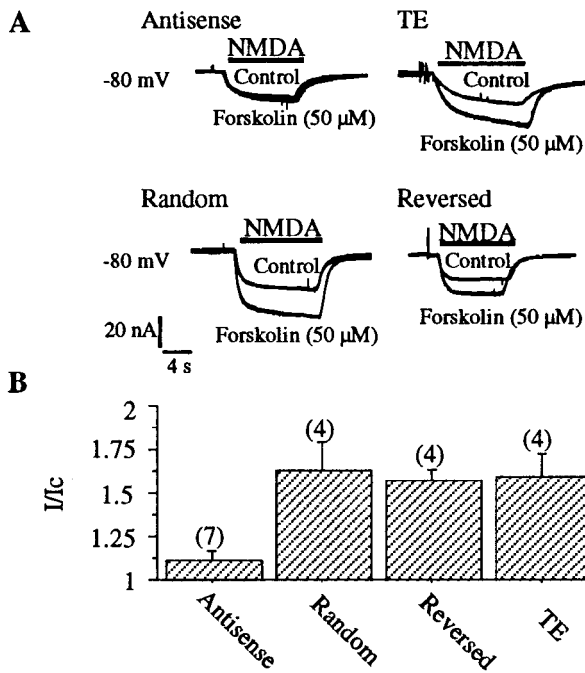 A
Antisense
TE
NMDA
NMDA
-80 mV
Control
Control
Forskolin (50 µM)
Forskolin (50 µM)
Random
Reversed
NMDA
NMDA
-80 mV
Control
Control
20 nA
Forskolin (50 µM)
Forskolin (50 µM)
4 s
B
2
1.75
1.5
1.25
1
I/Ic
(7)
(4)
(4)
(4)
Antisense
Random
Reversed
TE